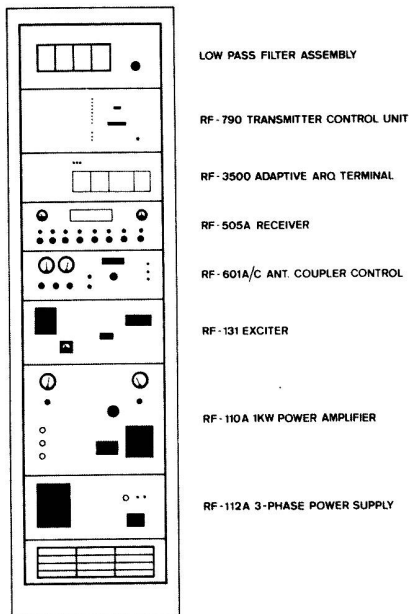 LOW PASS FILTER ASSEMBLY
RF-790 TRANSMITTER CONTROL UNIT
RF-3500 ADAPTIVE ARQ TERMINAL
RF-505A RECEIVER
RF-601A/C ANT. COUPLER CONTROL
RF-131 EXCITER
RF-110A 1KW POWER AMPLIFIER
RF-112A 3-PHASE POWER SUPPLY